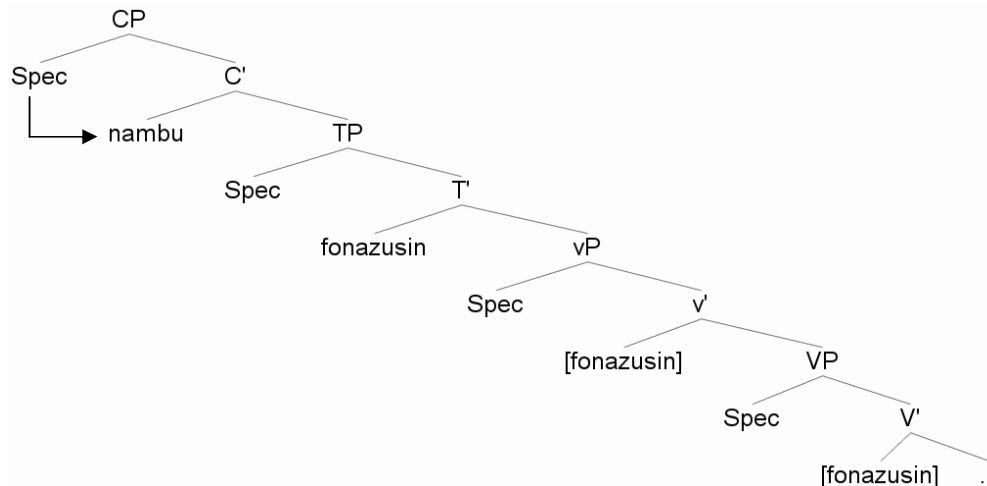 CP
Spec C'
nambu TP
Spec T'
fonazusin vP
Spec v'
[fonazusin] VP
Spec V'
[fonazusin]